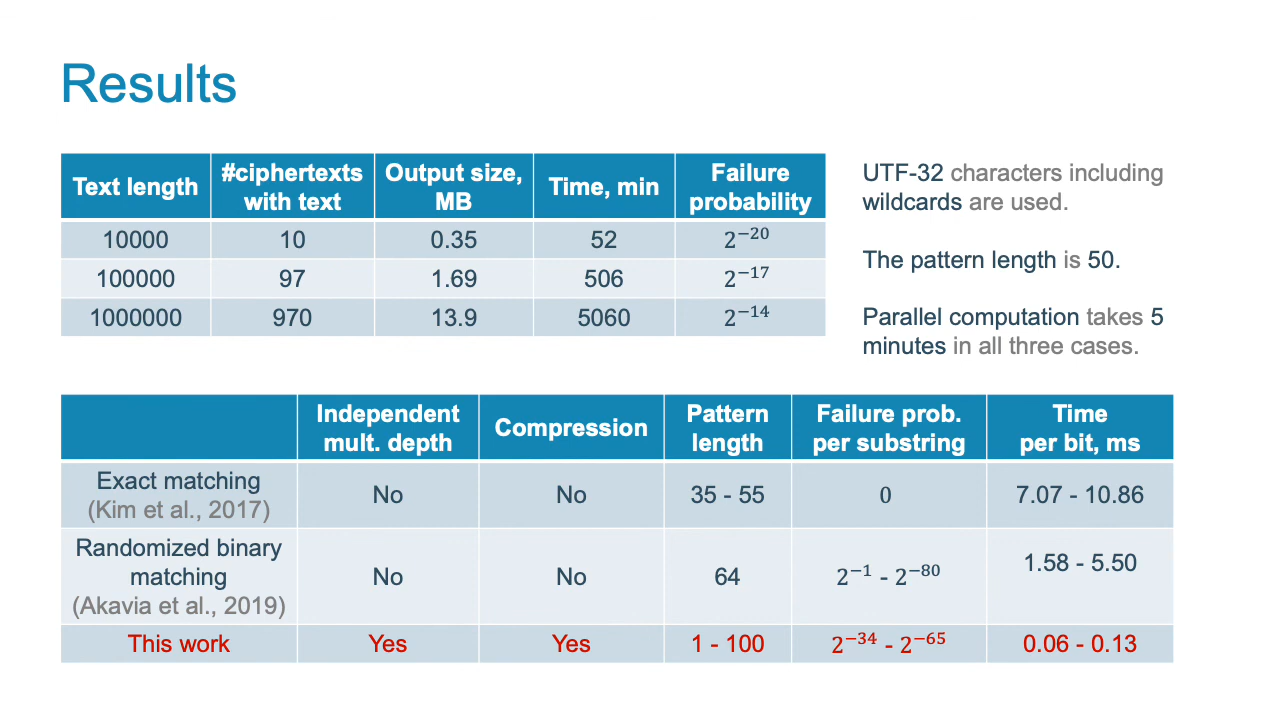 Results
Text length | #ciphertexts with text | Output size, MB | Time, min | Failure probability
10000 | 10 | 0.35 | 52 | 2⁻²⁰
100000 | 97 | 1.69 | 506 | 2⁻¹⁷
1000000 | 970 | 13.9 | 5060 | 2⁻¹⁴
UTF-32 characters including
wildcards are used.
The pattern length is 50.
Parallel computation takes 5
minutes in all three cases.
Independent mult. depth | Compression | Pattern length | Failure prob. per substring | Time per bit, ms
Exact matching (Kim et al., 2017) | No | No | 35 - 55 | 0 | 7.07 - 10.86
Randomized binary matching (Akavia et al., 2019) | No | No | 64 | 2⁻¹ - 2⁻⁸⁰ | 1.58 - 5.50
This work | Yes | Yes | 1 - 100 | 2⁻³⁴ - 2⁻⁶⁵ | 0.06 - 0.13